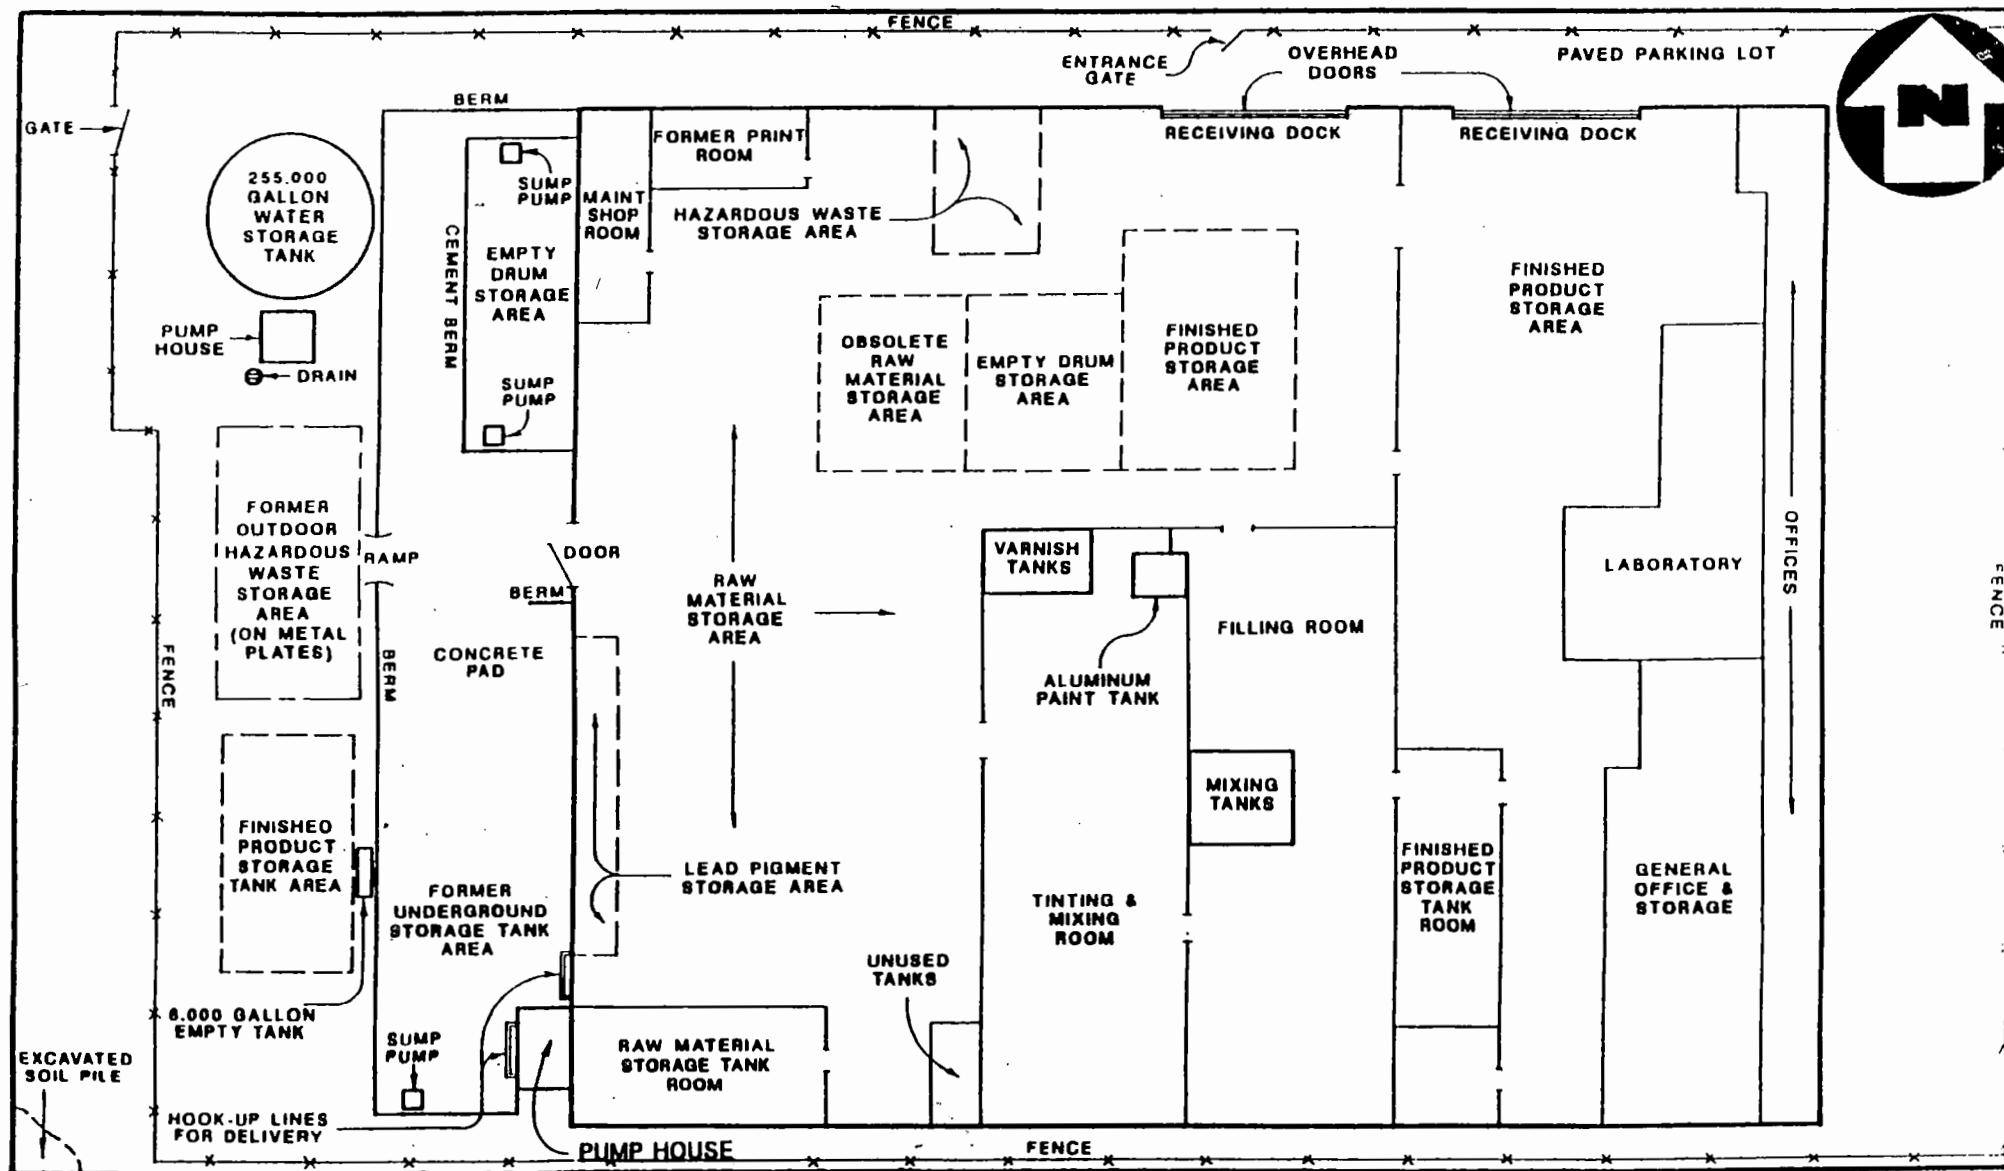 FENCE
ENTRANCE
GATE
OVERHEAD
DOORS
PAVED PARKING LOT
N
GATE
BERM
RECEIVING DOCK
RECEIVING DOCK
255.000
GALLON
WATER
STORAGE
TANK
SUMP
PUMP
CEMENT BERM
EMPTY
DRUM
STORAGE
AREA
MAINT
SHOP
ROOM
FORMER PRINT
ROOM
HAZARDOUS WASTE
STORAGE AREA
FINISHED
PRODUCT
STORAGE
AREA
PUMP
HOUSE
DRAIN
SUMP
PUMP
OBSOLETE
RAW
MATERIAL
STORAGE
AREA
EMPTY DRUM
STORAGE
AREA
FINISHED
PRODUCT
STORAGE
AREA
FORMER
OUTDOOR
HAZARDOUS
WASTE
STORAGE
AREA
(ON METAL
PLATES)
RAMP
DOOR
BERM
RAW
MATERIAL
STORAGE
AREA
VARNISH
TANKS
FILLING ROOM
LABORATORY
OFFICES
FENCE
FENCE
BERM
CONCRETE
PAD
ALUMINUM
PAINT TANK
MIXING
TANKS
FINISHED
PRODUCT
STORAGE
TANK AREA
FORMER
UNDERGROUND
STORAGE TANK
AREA
LEAD PIGMENT
STORAGE AREA
TINTING &
MIXING
ROOM
FINISHED
PRODUCT
STORAGE
TANK
ROOM
GENERAL
OFFICE &
STORAGE
UNUSED
TANKS
6.000 GALLON
EMPTY TANK
SUMP
PUMP
RAW MATERIAL
STORAGE TANK
ROOM
EXCAVATED
SOIL PILE
HOOK-UP LINES
FOR DELIVERY
PUMP HOUSE
FENCE